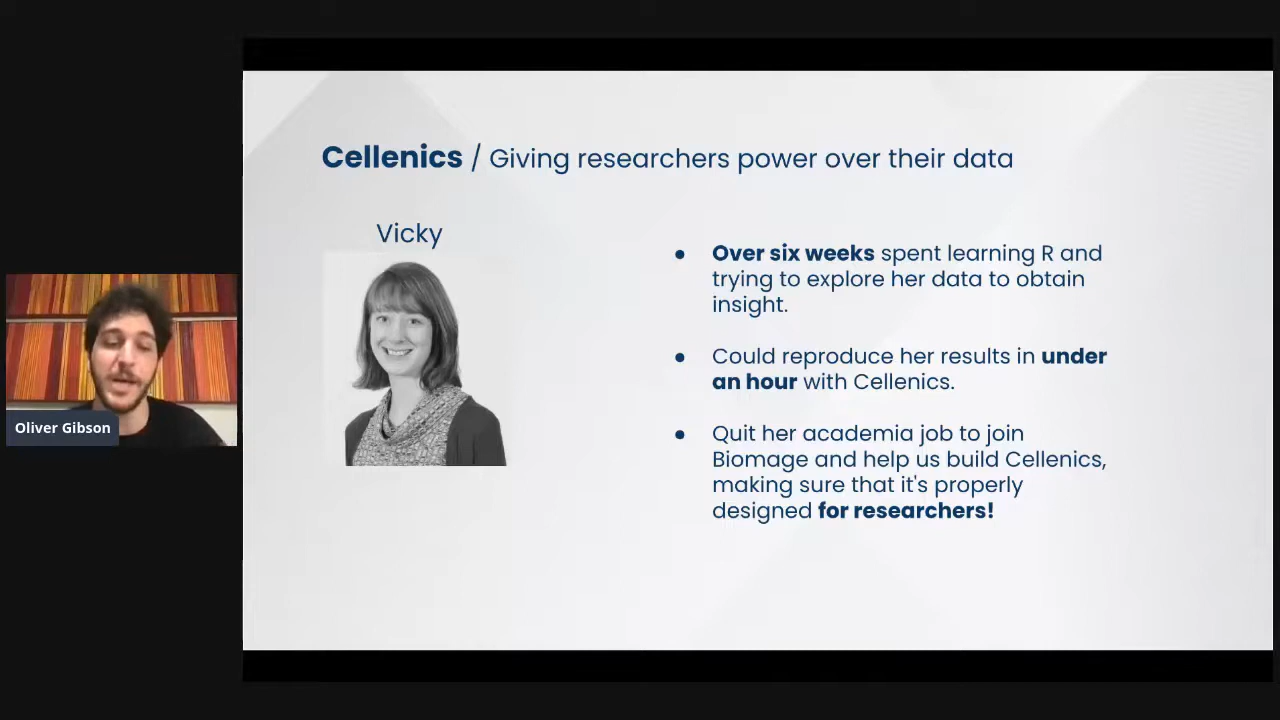 Cellenics / Giving researchers power over their data
Vicky
● Over six weeks spent learning R and
trying to explore her data to obtain
insight.
● Could reproduce her results in under
an hour with Cellenics.
● Quit her academia job to join
Biomage and help us build Cellenics,
making sure that it's properly
designed for researchers!
Oliver Gibson